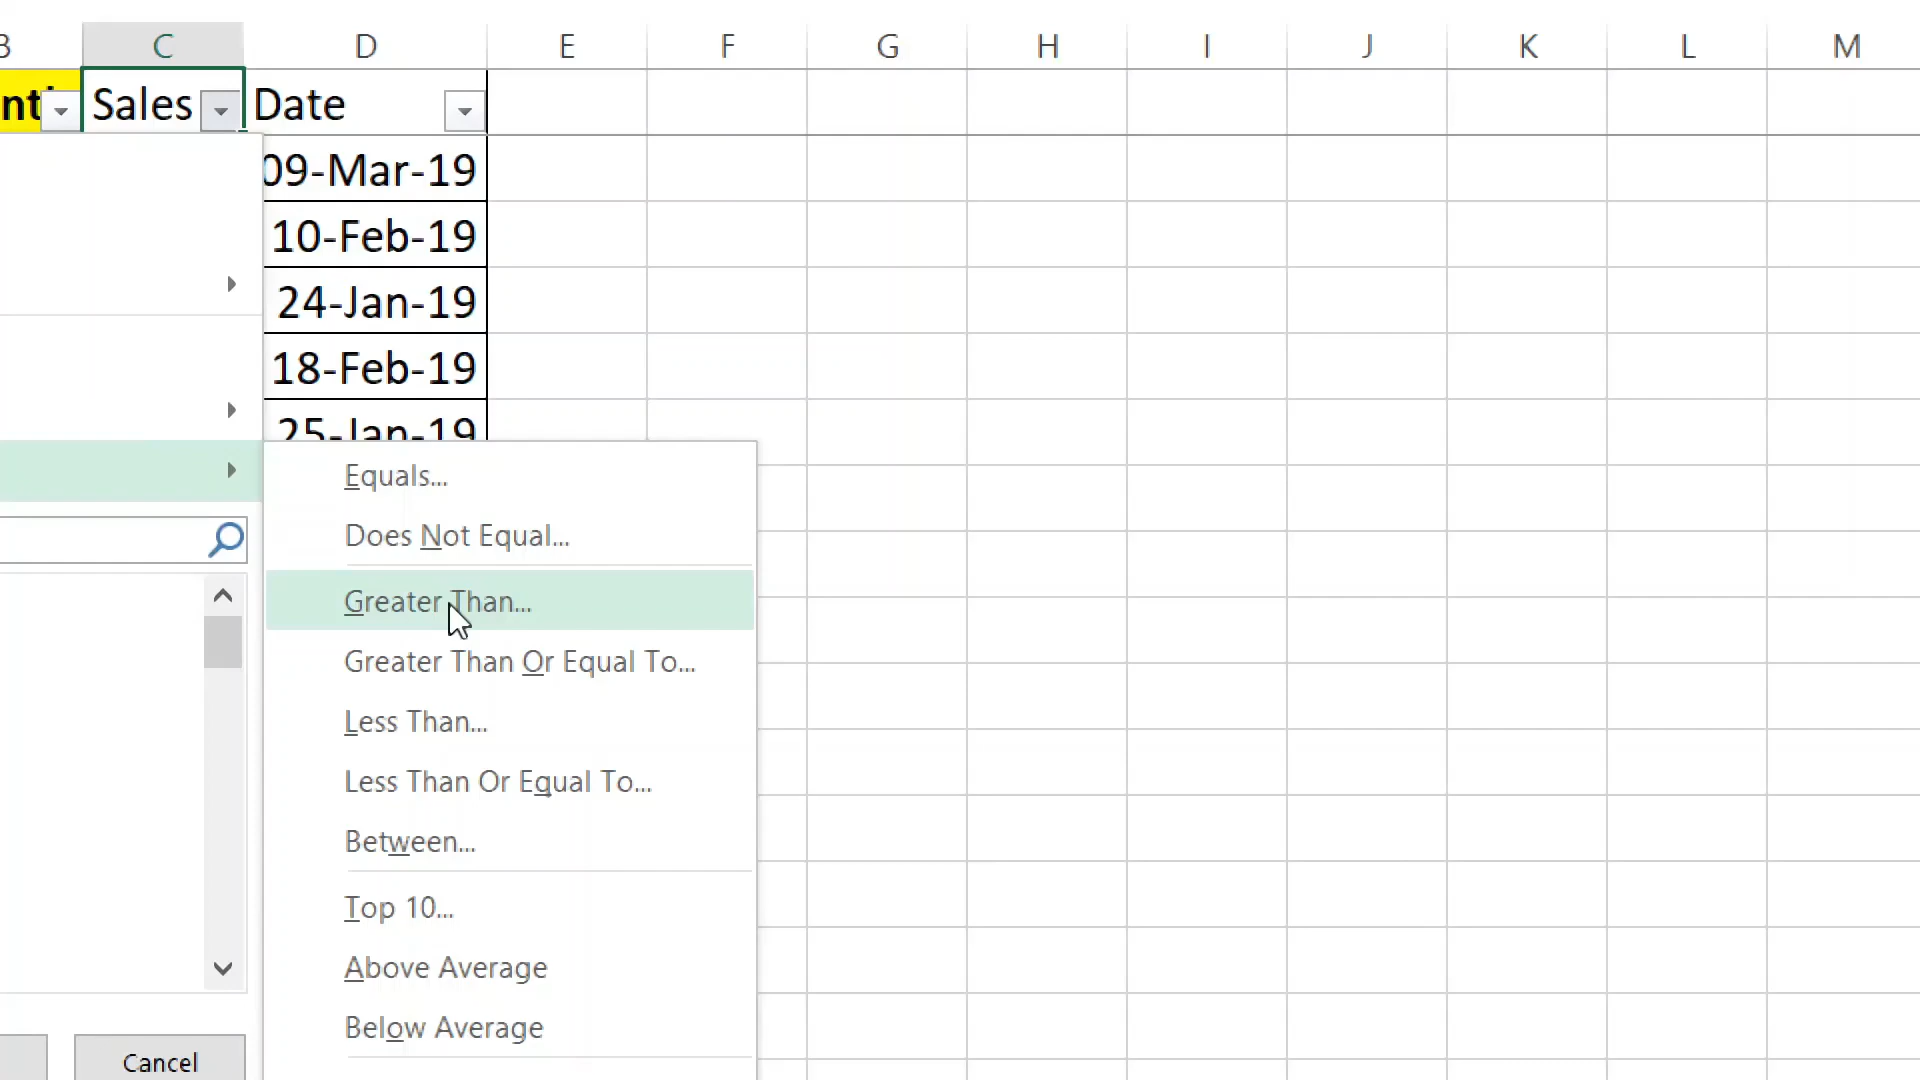 C D E F G H I J K L M
Sales Date
09-Mar-19
10-Feb-19
24-Jan-19
18-Feb-19
25-Jan-19
Equals...
Does Not Equal...
Greater Than...
Greater Than Or Equal To...
Less Than...
Less Than Or Equal To...
Between...
Top 10...
Above Average
Below Average
Cancel